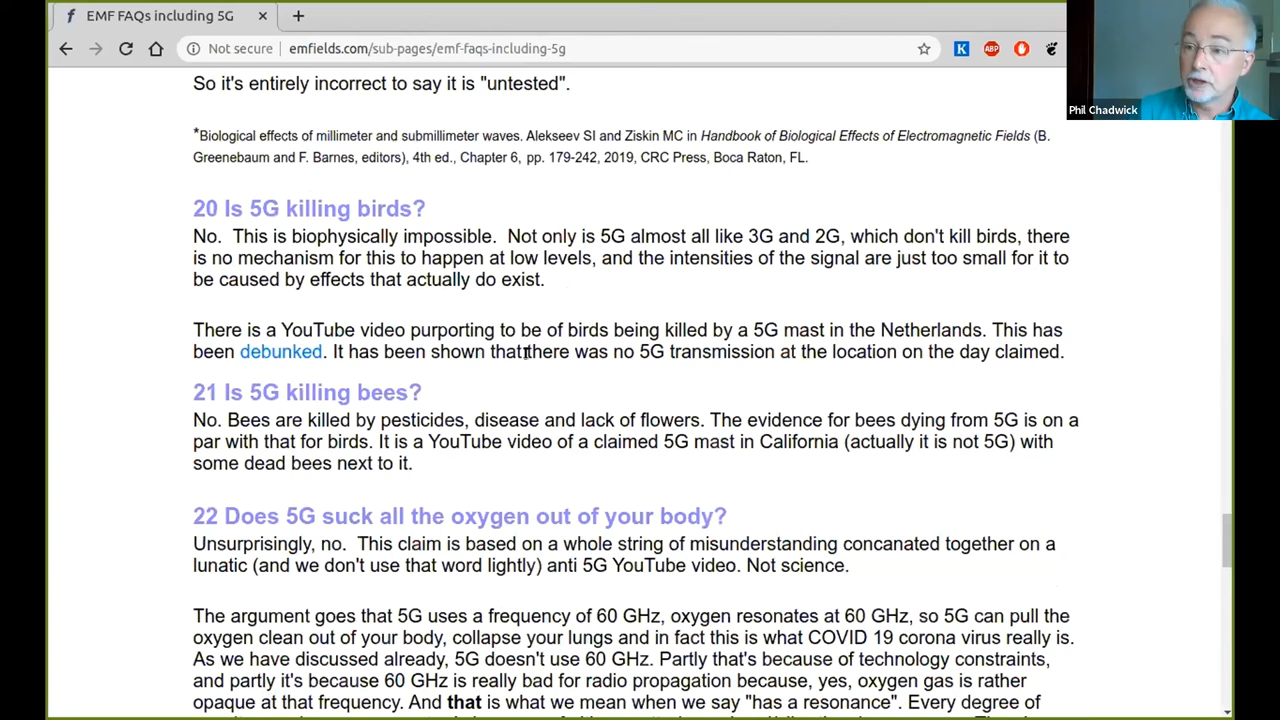 EMF FAQs including 5G
Not secure emfields.com/sub-pages/emf-faqs-including-5g
Phil Chadwick
So it's entirely incorrect to say it is "untested".
*Biological effects of millimeter and submillimeter waves. Alekseev SI and Ziskin MC in Handbook of Biological Effects of Electromagnetic Fields (B.
Greenebaum and F. Barnes, editors), 4th ed., Chapter 6, pp. 179-242, 2019, CRC Press, Boca Raton, FL.
20 Is 5G killing birds?
No. This is biophysically impossible. Not only is 5G almost all like 3G and 2G, which don't kill birds, there
is no mechanism for this to happen at low levels, and the intensities of the signal are just too small for it to
be caused by effects that actually do exist.
There is a YouTube video purporting to be of birds being killed by a 5G mast in the Netherlands. This has
been debunked. It has been shown that there was no 5G transmission at the location on the day claimed.
21 Is 5G killing bees?
No. Bees are killed by pesticides, disease and lack of flowers. The evidence for bees dying from 5G is on a
par with that for birds. It is a YouTube video of a claimed 5G mast in California (actually it is not 5G) with
some dead bees next to it.
22 Does 5G suck all the oxygen out of your body?
Unsurprisingly, no. This claim is based on a whole string of misunderstanding concanated together on a
lunatic (and we don't use that word lightly) anti 5G YouTube video. Not science.
The argument goes that 5G uses a frequency of 60 GHz, oxygen resonates at 60 GHz, so 5G can pull the
oxygen clean out of your body, collapse your lungs and in fact this is what COVID 19 corona virus really is.
As we have discussed already, 5G doesn't use 60 GHz. Partly that's because of technology constraints,
and partly it's because 60 GHz is really bad for radio propagation because, yes, oxygen gas is rather
opaque at that frequency. And that is what we mean when we say "has a resonance". Every degree of